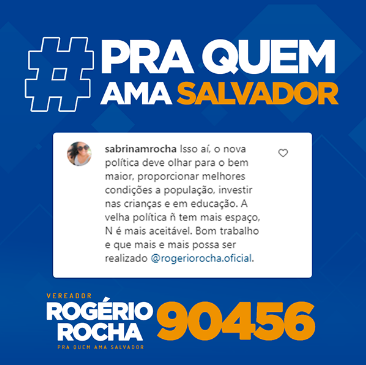 # PRA QUEM
AMA SALVADOR
sabrinamrocha Isso aí, o nova
política deve olhar para o bem
maior, proporcionar melhores
condições a população, investir
nas crianças e em educação. A
velha política ñ tem mais espaço,
N é mais aceitável. Bom trabalho
e que mais e mais possa ser
realizado @rogeriorocha.oficial.
VEREADOR
ROGÉRIO
ROCHA
90456
PRA QUEM AMA SALVADOR